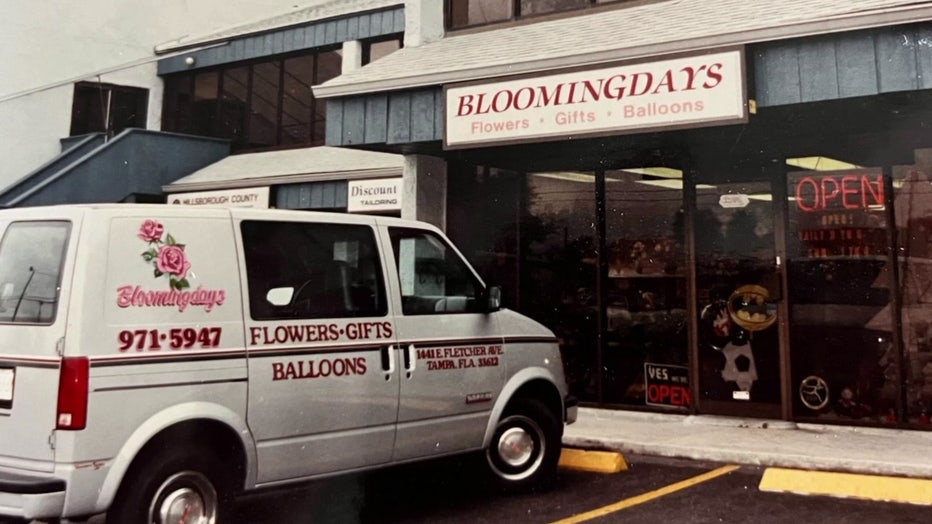 BLOOMINGDAYS
Flowers · Gifts · Balloons
HILLSBOROUGH COUNTY
Discount
TAILORING
OPEN
OPEN:
Bloomingdays
971·5947
FLOWERS·GIFTS
BALLOONS
1441 E. FLETCHER AVE.
TAMPA, FLA. 33612
YES WE'RE
OPEN